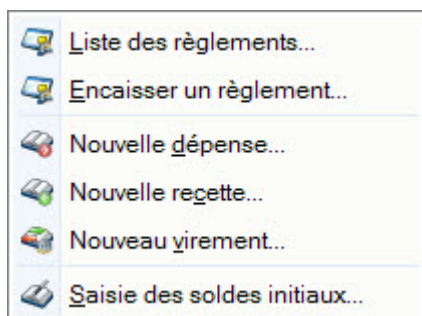 Liste des règlements...
Encaisser un règlement...
Nouvelle dépense...
Nouvelle recette...
Nouveau virement...
Saisie des soldes initiaux...